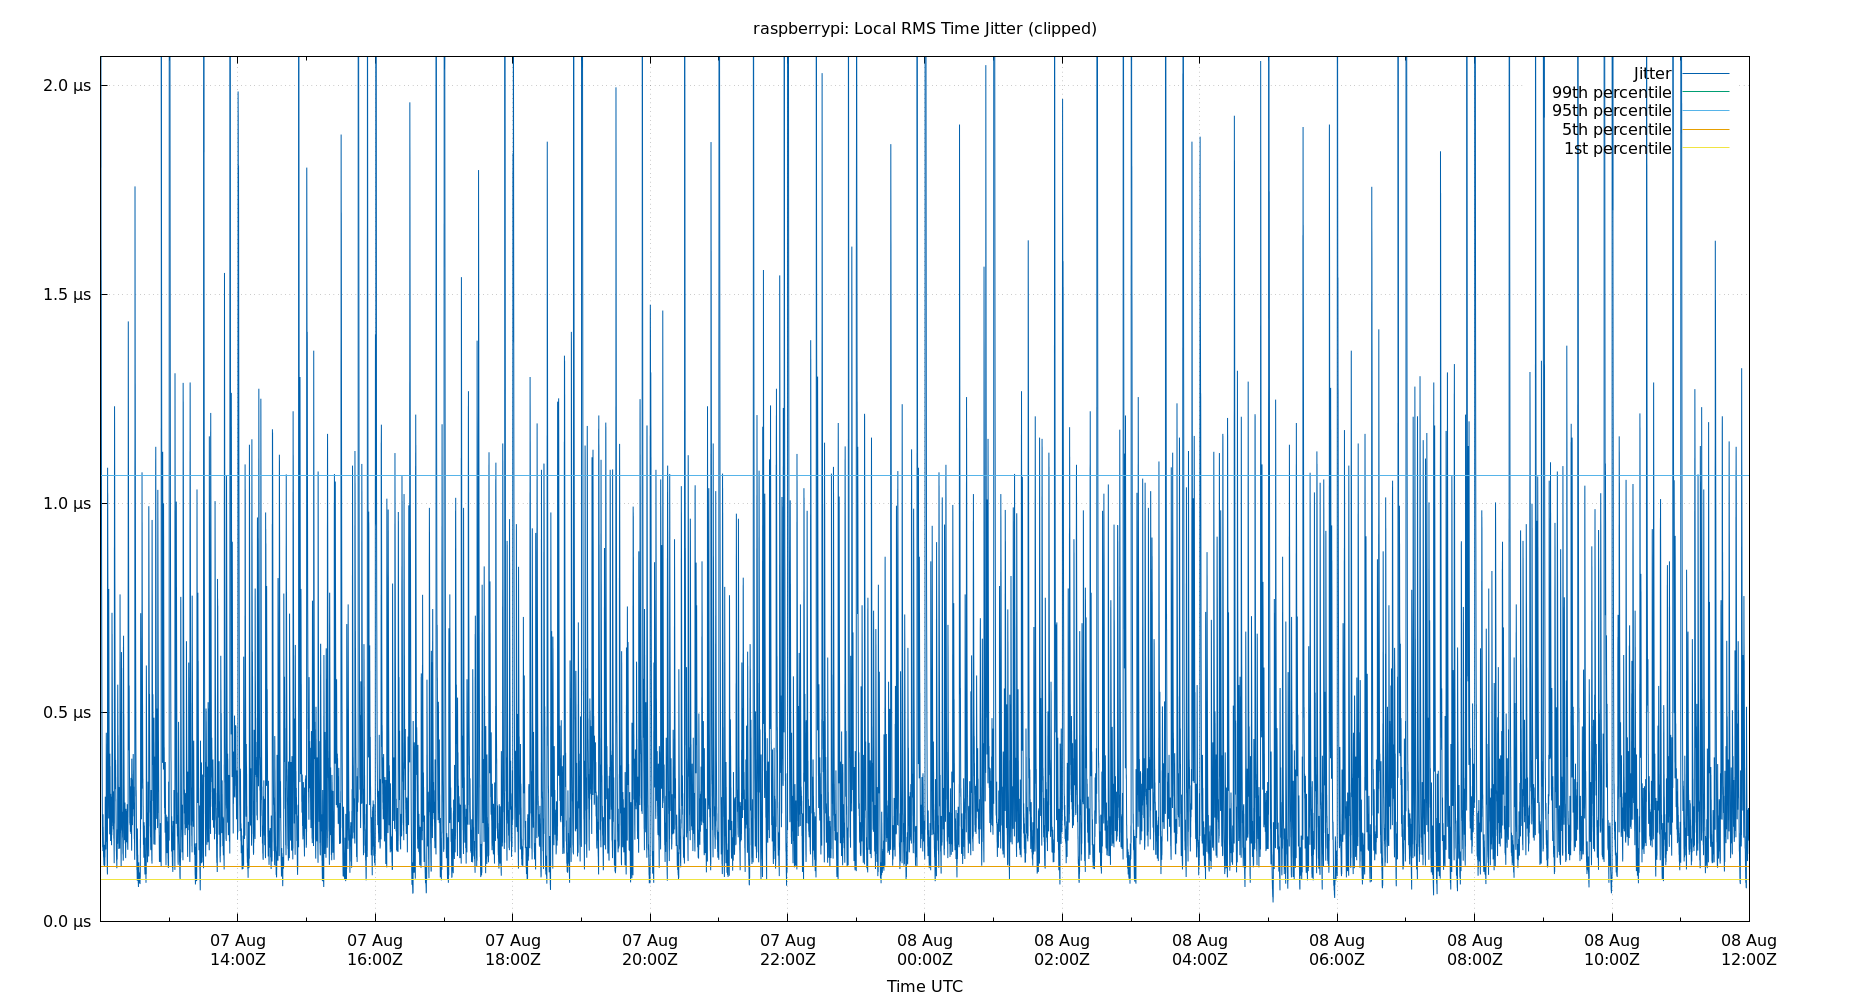 raspberrypi: Local RMS Time Jitter (clipped)
2.0 µs
1.5 µs
1.0 µs
0.5 µs
0.0 µs
Jitter
99th percentile
95th percentile
5th percentile
1st percentile
07 Aug 07 Aug 07 Aug 07 Aug 07 Aug 08 Aug 08 Aug 08 Aug 08 Aug 08 Aug 08 Aug 08 Aug
14:00Z 16:00Z 18:00Z 20:00Z 22:00Z 00:00Z 02:00Z 04:00Z 06:00Z 08:00Z 10:00Z 12:00Z
Time UTC